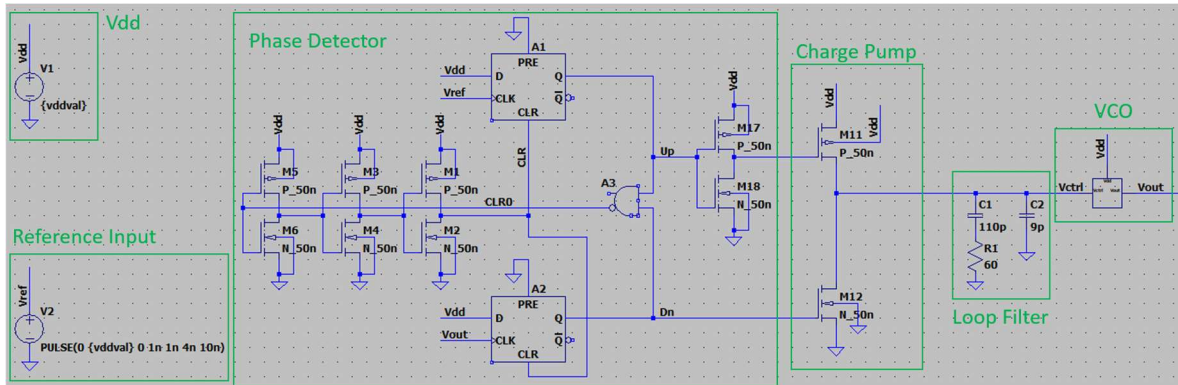 Vdd
Vdd
V1
{vddval}
Reference Input
Vref
V2
PULSE(0 {vddval} 0 1n 1n 4n 10n)
Phase Detector
A1
PRE
Vdd
D
Q
Vref
CLK
Q
CLR
Vdd
Vdd
Vdd
M5
M3
M1
P_50n
P_50n
P_50n
CLR
CLR0
A3
M6
M4
M2
N_50n
N_50n
N_50n
Up
Vdd
M17
P_50n
M18
N_50n
A2
PRE
Vdd
D
Q
Dn
Vout
CLK
Q
CLR
Charge Pump
Vdd
Vdd
M11
P_50n
M12
N_50n
Loop Filter
C1
110p
C2
9p
R1
60
VCO
Vdd
Vctrl
Vout